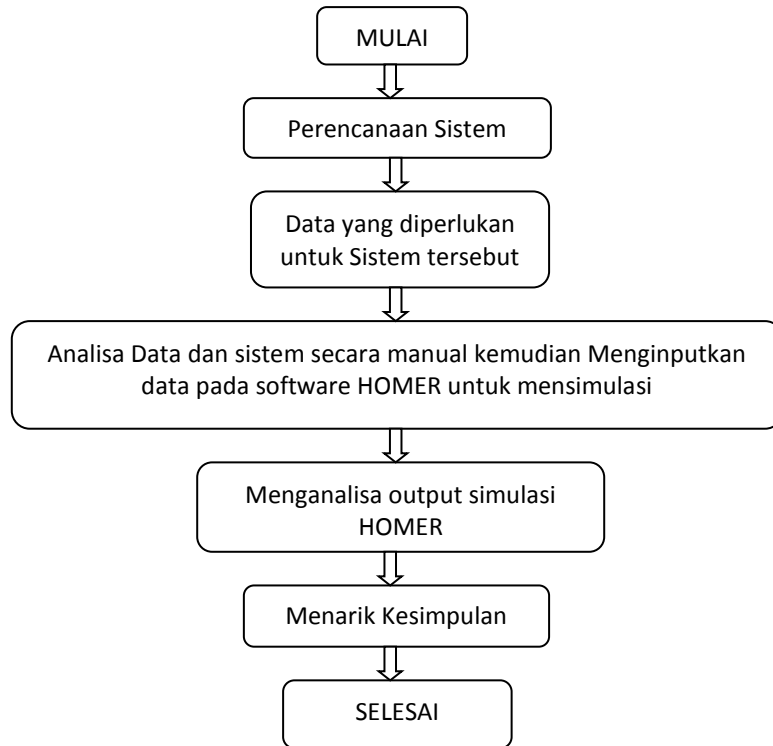 MULAI
Perencanaan Sistem
Data yang diperlukan
untuk Sistem tersebut
Analisa Data dan sistem secara manual kemudian Menginputkan
data pada software HOMER untuk mensimulasi
Menganalisa output simulasi
HOMER
Menarik Kesimpulan
SELESAI